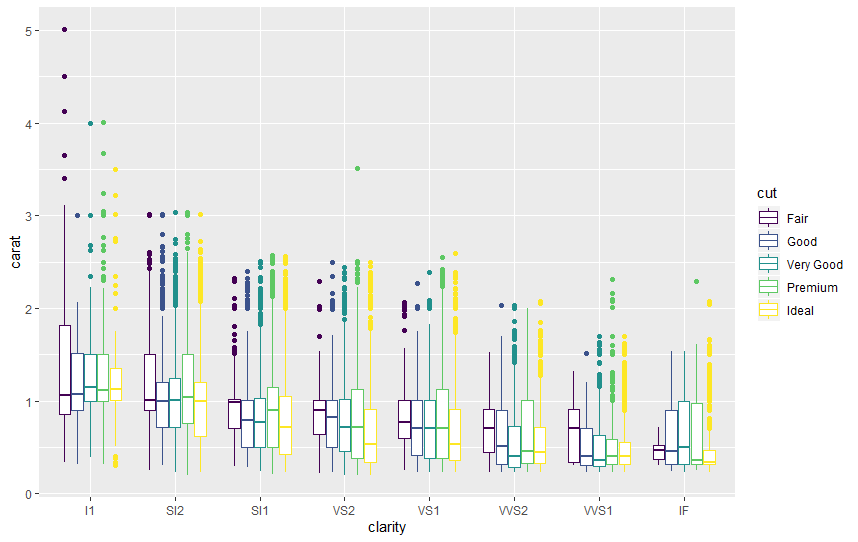 5
4
3
2
1
0
carat
I1 SI2 SI1 VS2 VS1 VVS2 VVS1 IF
clarity
cut
Fair
Good
Very Good
Premium
Ideal